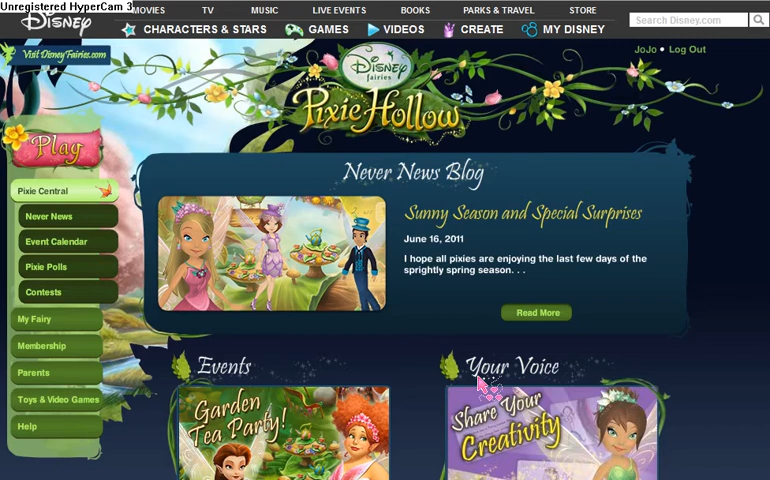 Unregistered HyperCam 3
Disney
MOVIES TV MUSIC LIVE EVENTS BOOKS PARKS & TRAVEL STORE
CHARACTERS & STARS GAMES VIDEOS CREATE MY DISNEY
Search Disney.com
Visit DisneyFairies.com
JoJo • Log Out
Disney
fairies
Pixie Hollow
Play
Pixie Central
Never News
Event Calendar
Pixie Polls
Contests
My Fairy
Membership
Parents
Toys & Video Games
Help
Never News Blog
Sunny Season and Special Surprises
June 16, 2011
I hope all pixies are enjoying the last few days of the
sprightly spring season. . .
Read More
Events
Garden
Tea Party!
Your Voice
Share Your
Creativity